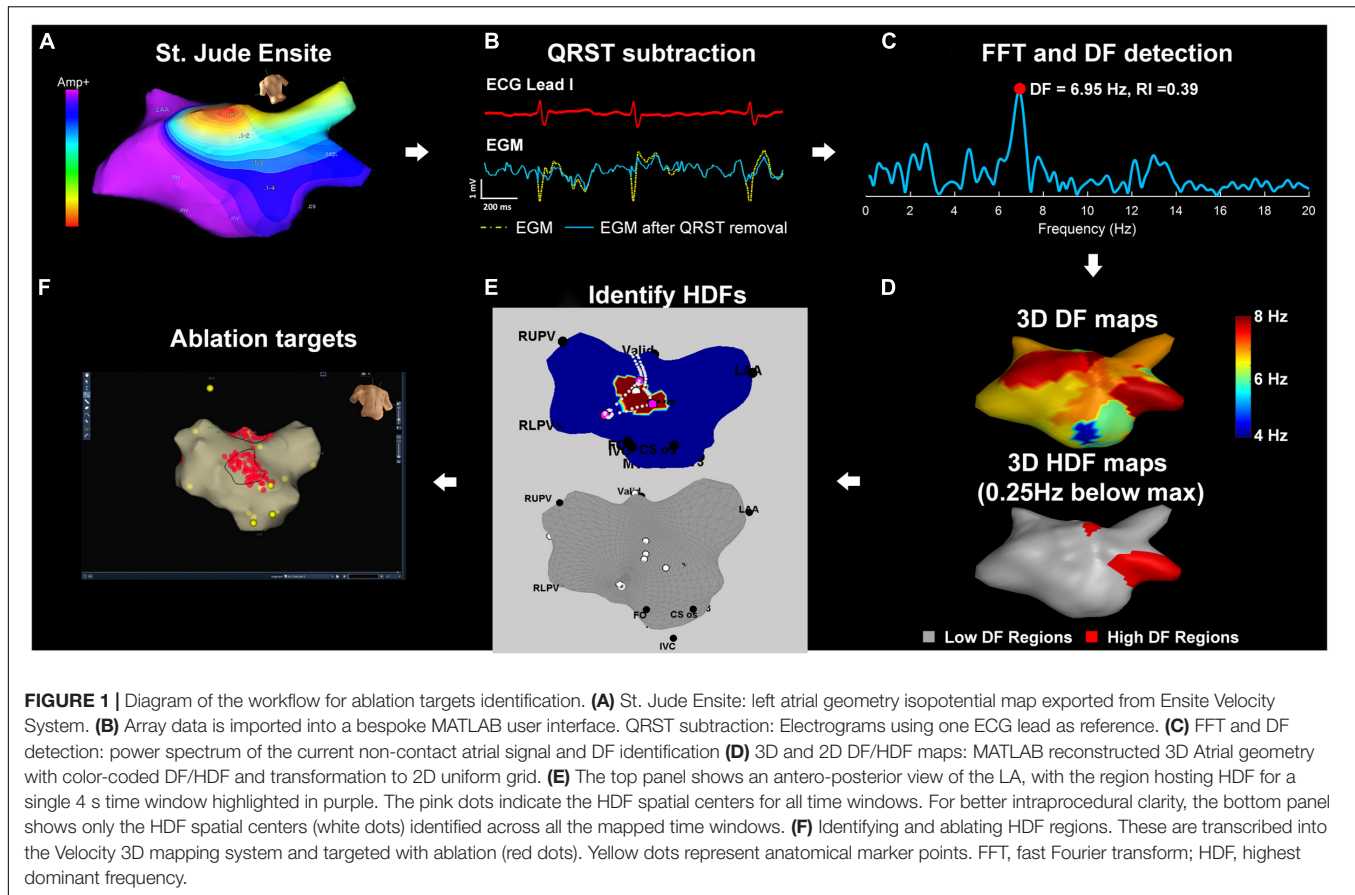 A
St. Jude Ensite
Amp+
LAA
.1-2
.1-2
.1-4
.cs
B
QRST subtraction
ECG Lead I
EGM
1 mV
200 ms
EGM
EGM after QRST removal
C
FFT and DF detection
DF = 6.95 Hz, RI =0.39
0 2 4 6 8 10 12 14 16 18 20
Frequency (Hz)
F
Ablation targets
E
Identify HDFs
RUPV
Valid
LAA
RLPV
FO
IVC
CS os
RUPV
Valid
LAA
RLPV
FO
CS os
IVC
D
3D DF maps
8 Hz
6 Hz
4 Hz
3D HDF maps
(0.25Hz below max)
Low DF Regions
High DF Regions
FIGURE 1 | Diagram of the workflow for ablation targets identification. (A) St. Jude Ensite: left atrial geometry isopotential map exported from Ensite Velocity
System. (B) Array data is imported into a bespoke MATLAB user interface. QRST subtraction: Electrograms using one ECG lead as reference. (C) FFT and DF
detection: power spectrum of the current non-contact atrial signal and DF identification (D) 3D and 2D DF/HDF maps: MATLAB reconstructed 3D Atrial geometry
with color-coded DF/HDF and transformation to 2D uniform grid. (E) The top panel shows an antero-posterior view of the LA, with the region hosting HDF for a
single 4 s time window highlighted in purple. The pink dots indicate the HDF spatial centers for all time windows. For better intraprocedural clarity, the bottom panel
shows only the HDF spatial centers (white dots) identified across all the mapped time windows. (F) Identifying and ablating HDF regions. These are transcribed into
the Velocity 3D mapping system and targeted with ablation (red dots). Yellow dots represent anatomical marker points. FFT, fast Fourier transform; HDF, highest
dominant frequency.